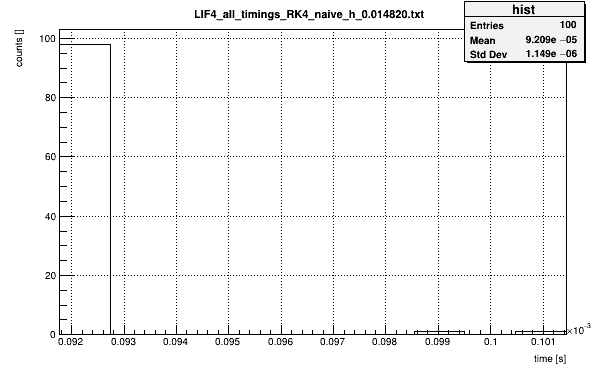 LIF4_all_timings_RK4_naive_h_0.014820.txt
hist
Entries 100
Mean 9.209e −05
Std Dev 1.149e −06
counts []
100
80
60
40
20
0
0.092 0.093 0.094 0.095 0.096 0.097 0.098 0.099 0.1 0.101
×10⁻³
time [s]